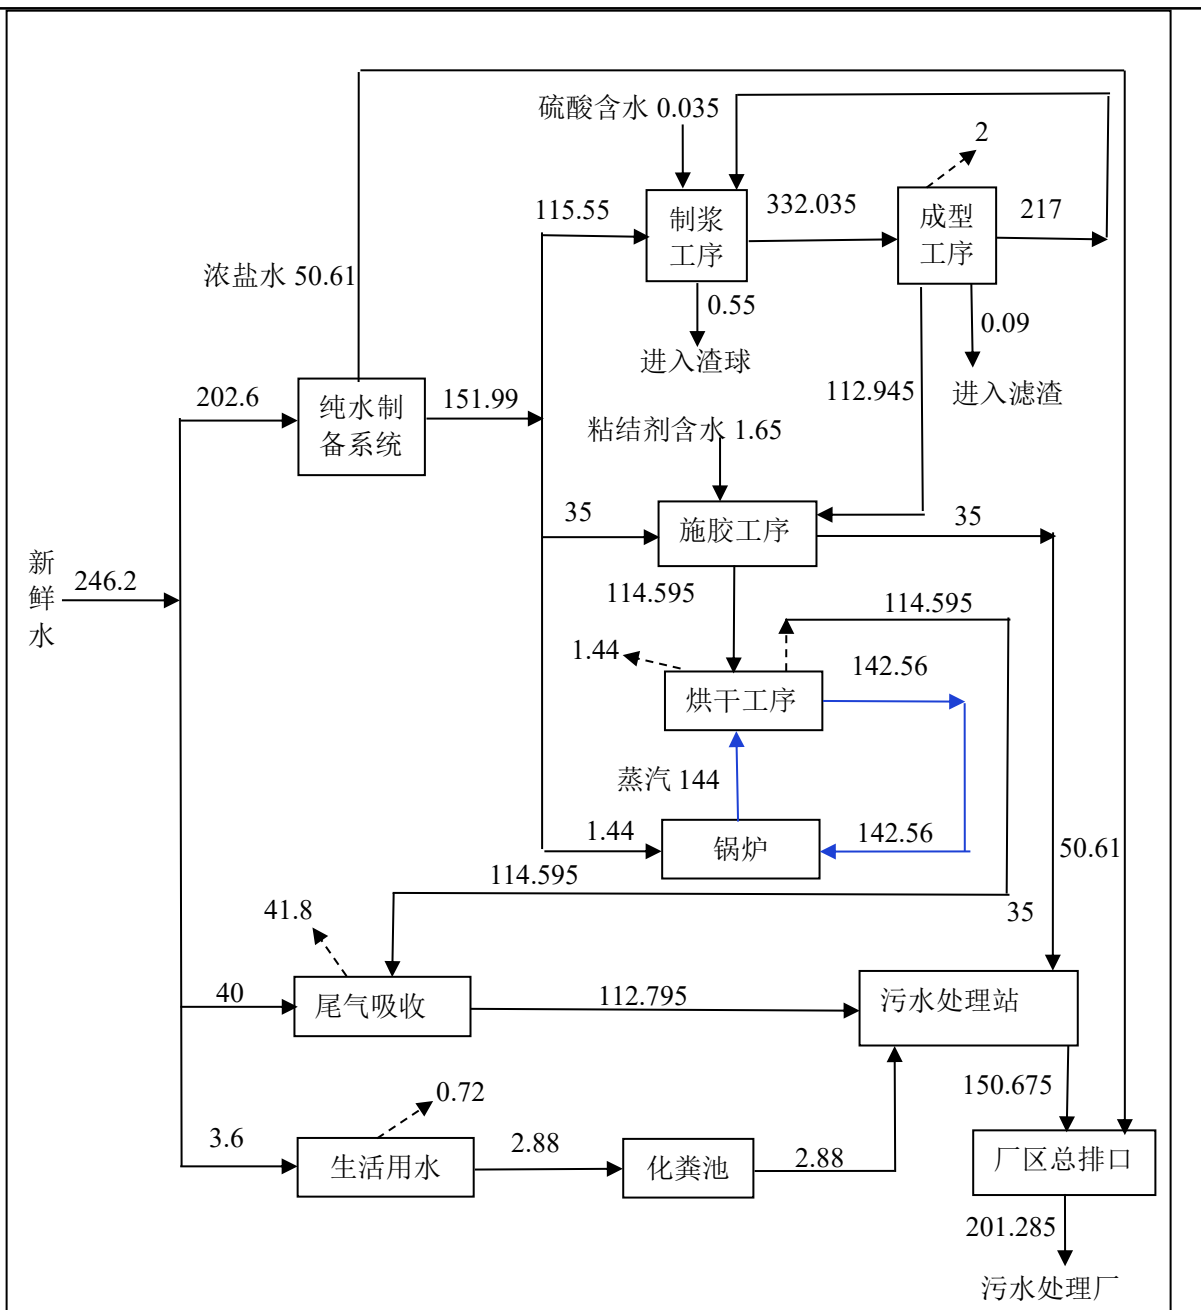 硫酸含水 0.035
2
115.55
制浆
工序
332.035
成型
工序
217
浓盐水 50.61
0.55
进入渣球
0.09
进入滤渣
112.945
202.6
纯水制
备系统
151.99
粘结剂含水 1.65
35
施胶工序
35
新
鲜
水
246.2
114.595
114.595
1.44
142.56
烘干工序
蒸汽 144
1.44
锅炉
142.56
50.61
114.595
35
41.8
40
尾气吸收
112.795
污水处理站
150.675
0.72
3.6
生活用水
2.88
化粪池
2.88
厂区总排口
201.285
污水处理厂